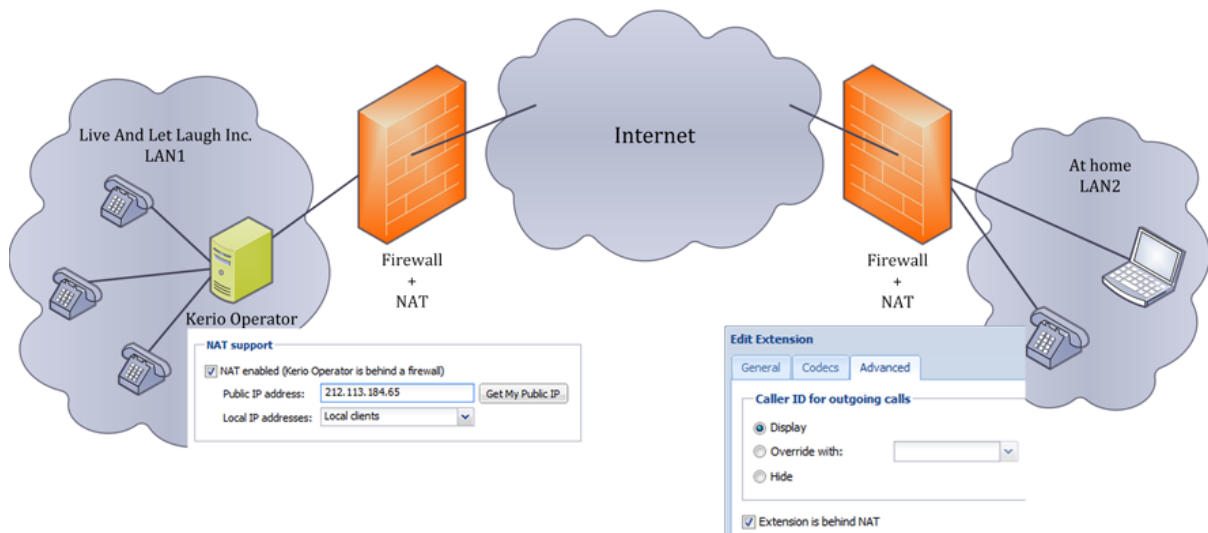 Live And Let Laugh Inc.
LAN1
Kerio Operator
Firewall
+
NAT
Internet
Firewall
+
NAT
At home
LAN2
NAT support
NAT enabled (Kerio Operator is behind a firewall)
Public IP address: 212.113.184.65 Get My Public IP
Local IP addresses: Local clients
Edit Extension
General Codecs Advanced
Caller ID for outgoing calls
Display
Override with:
Hide
Extension is behind NAT